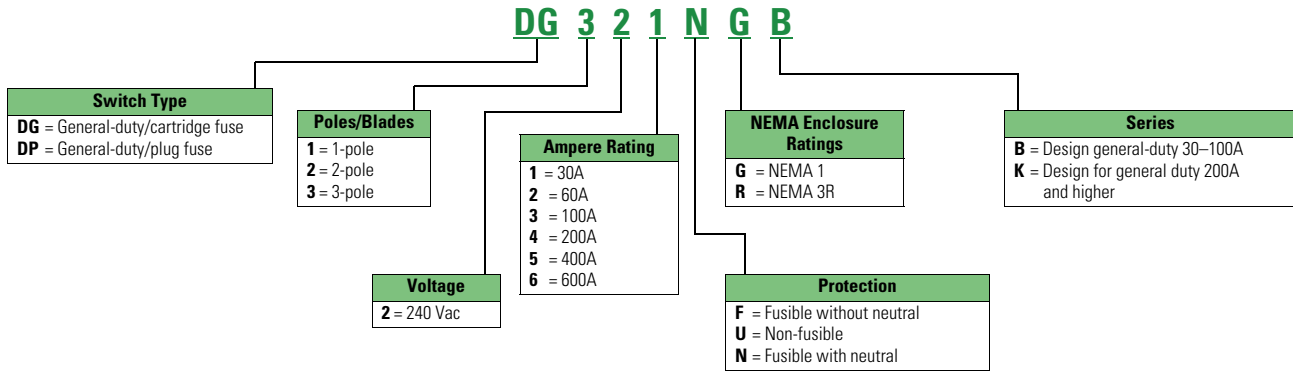 DG 3 2 1 N G B
Switch Type
DG = General-duty/cartridge fuse
DP = General-duty/plug fuse
Poles/Blades
1 = 1-pole
2 = 2-pole
3 = 3-pole
Voltage
2 = 240 Vac
Ampere Rating
1 = 30A
2 = 60A
3 = 100A
4 = 200A
5 = 400A
6 = 600A
Protection
F = Fusible without neutral
U = Non-fusible
N = Fusible with neutral
NEMA Enclosure
Ratings
G = NEMA 1
R = NEMA 3R
Series
B = Design general-duty 30–100A
K = Design for general duty 200A
and higher